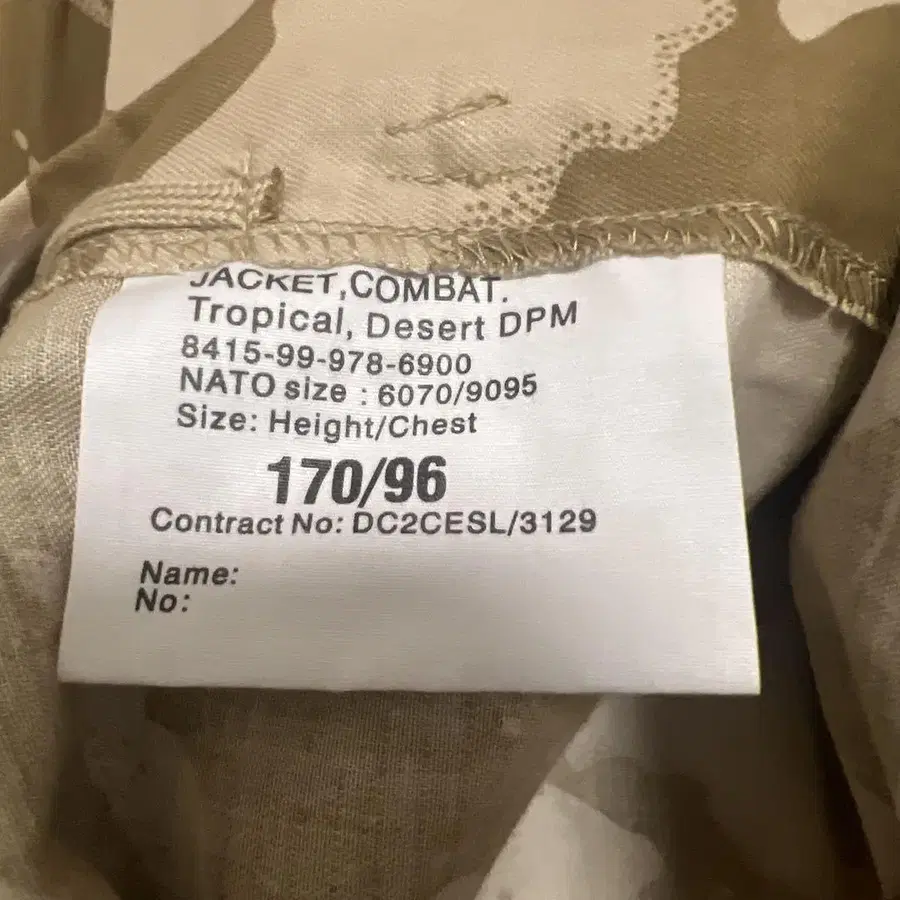 JACKET,COMBAT.
Tropical, Desert DPM
8415-99-978-6900
NATO size : 6070/9095
Size: Height/Chest
170/96
Contract No: DC2CESL/3129
Name:
No: